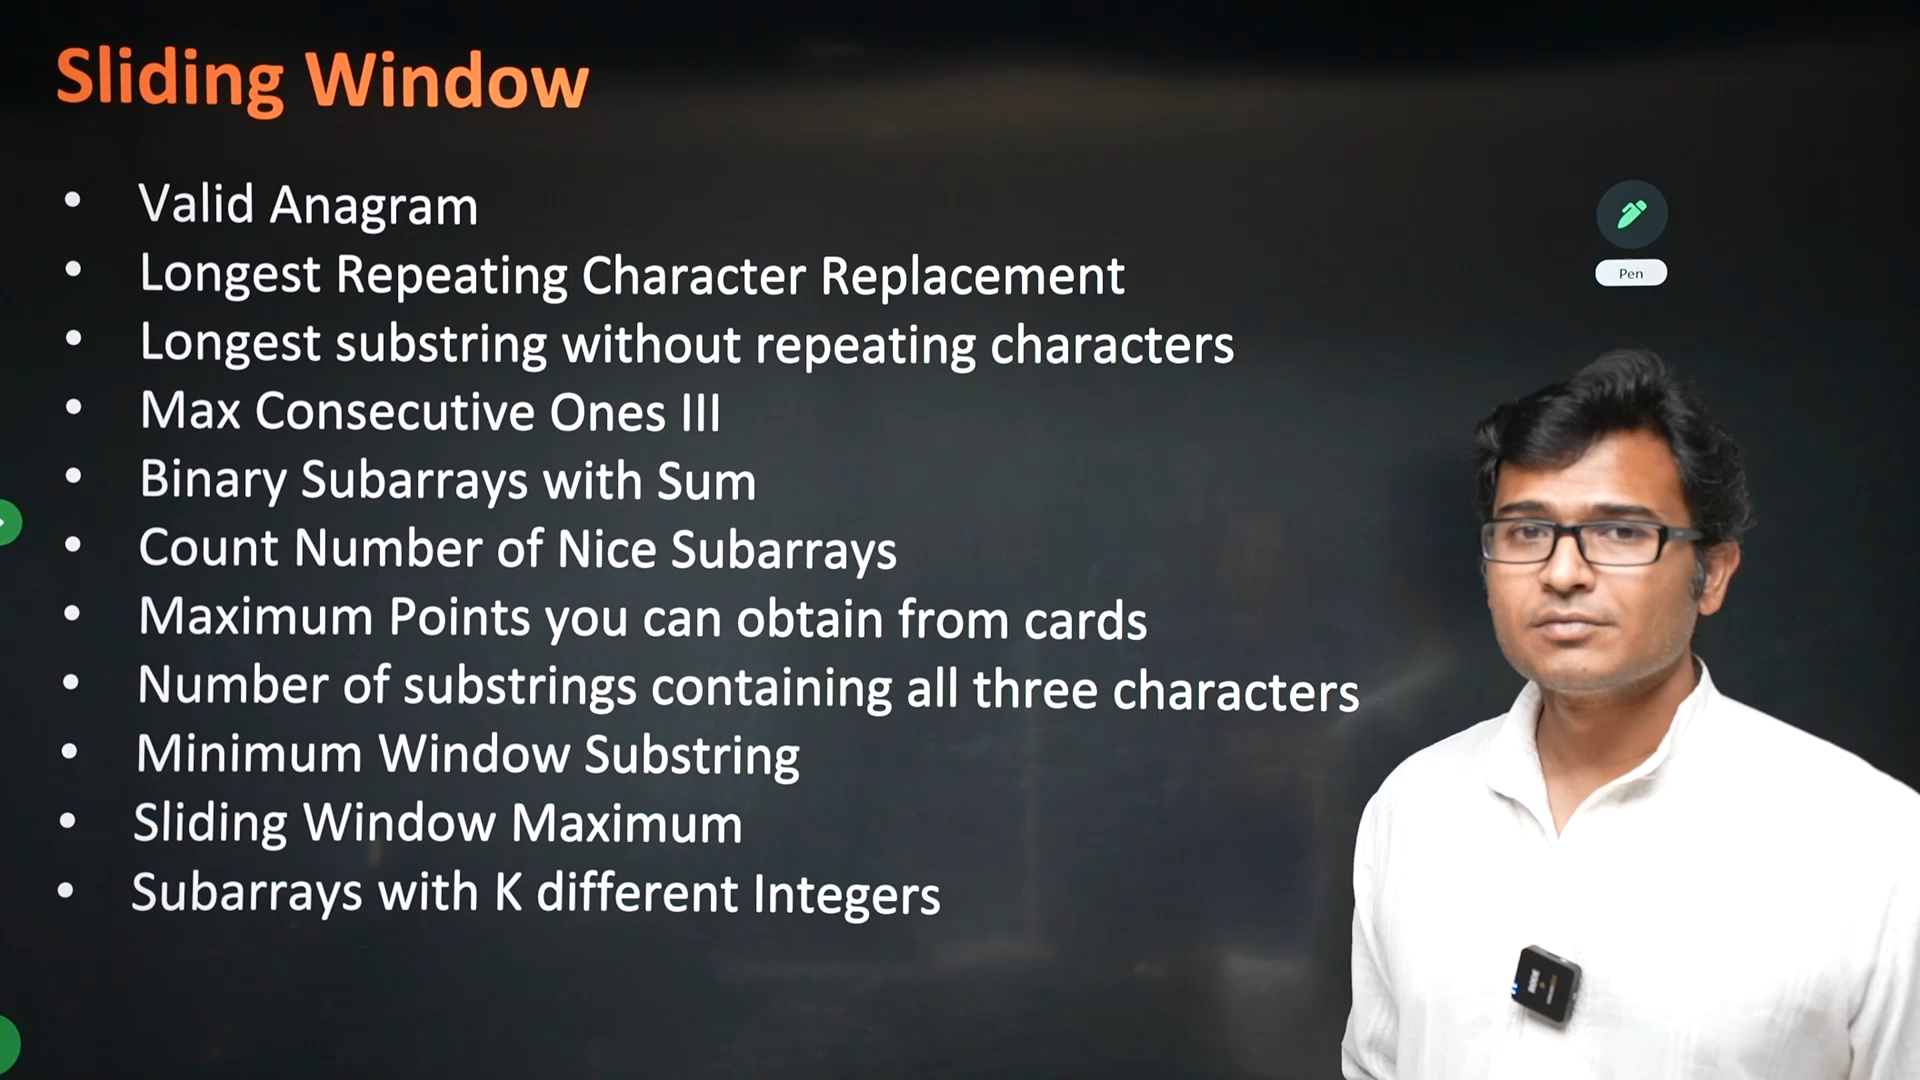 Sliding Window
• Valid Anagram
• Longest Repeating Character Replacement
• Longest substring without repeating characters
• Max Consecutive Ones III
• Binary Subarrays with Sum
• Count Number of Nice Subarrays
• Maximum Points you can obtain from cards
• Number of substrings containing all three characters
• Minimum Window Substring
• Sliding Window Maximum
• Subarrays with K different Integers
Pen